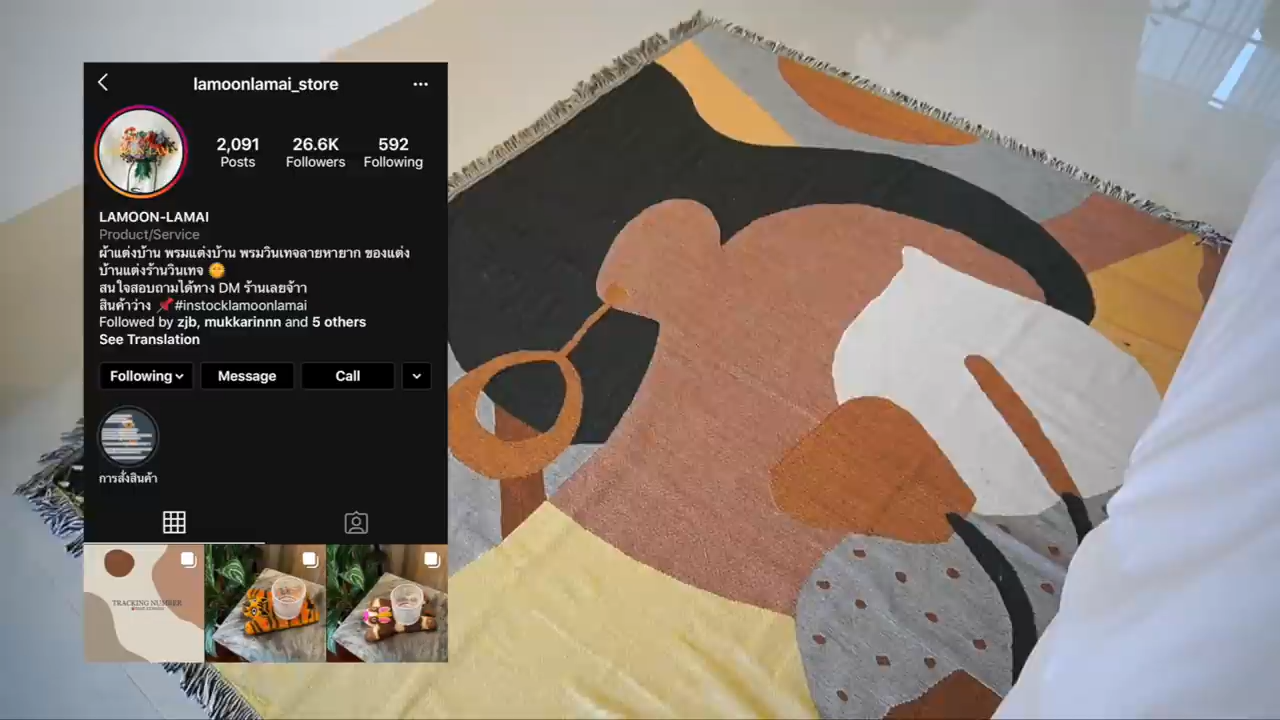 lamoonlamai_store
2,091
26.6K
592
Posts
Followers
Following
LAMOON-LAMAI
Product/Service
ผ้าแต่งบ้าน พรมแต่งบ้าน พรมวินเทจลายหายาก ของแต่ง
บ้านแต่งร้านวินเทจ 🌞
สนใจสอบถามได้ทาง DM ร้านเลยจ้าา
สินค้าว่าง 📌#instocklamoonlamai
Followed by zjb, mukkarinnn and 5 others
See Translation
Following
Message
Call
การสั่งสินค้า
TRACKING NUMBER